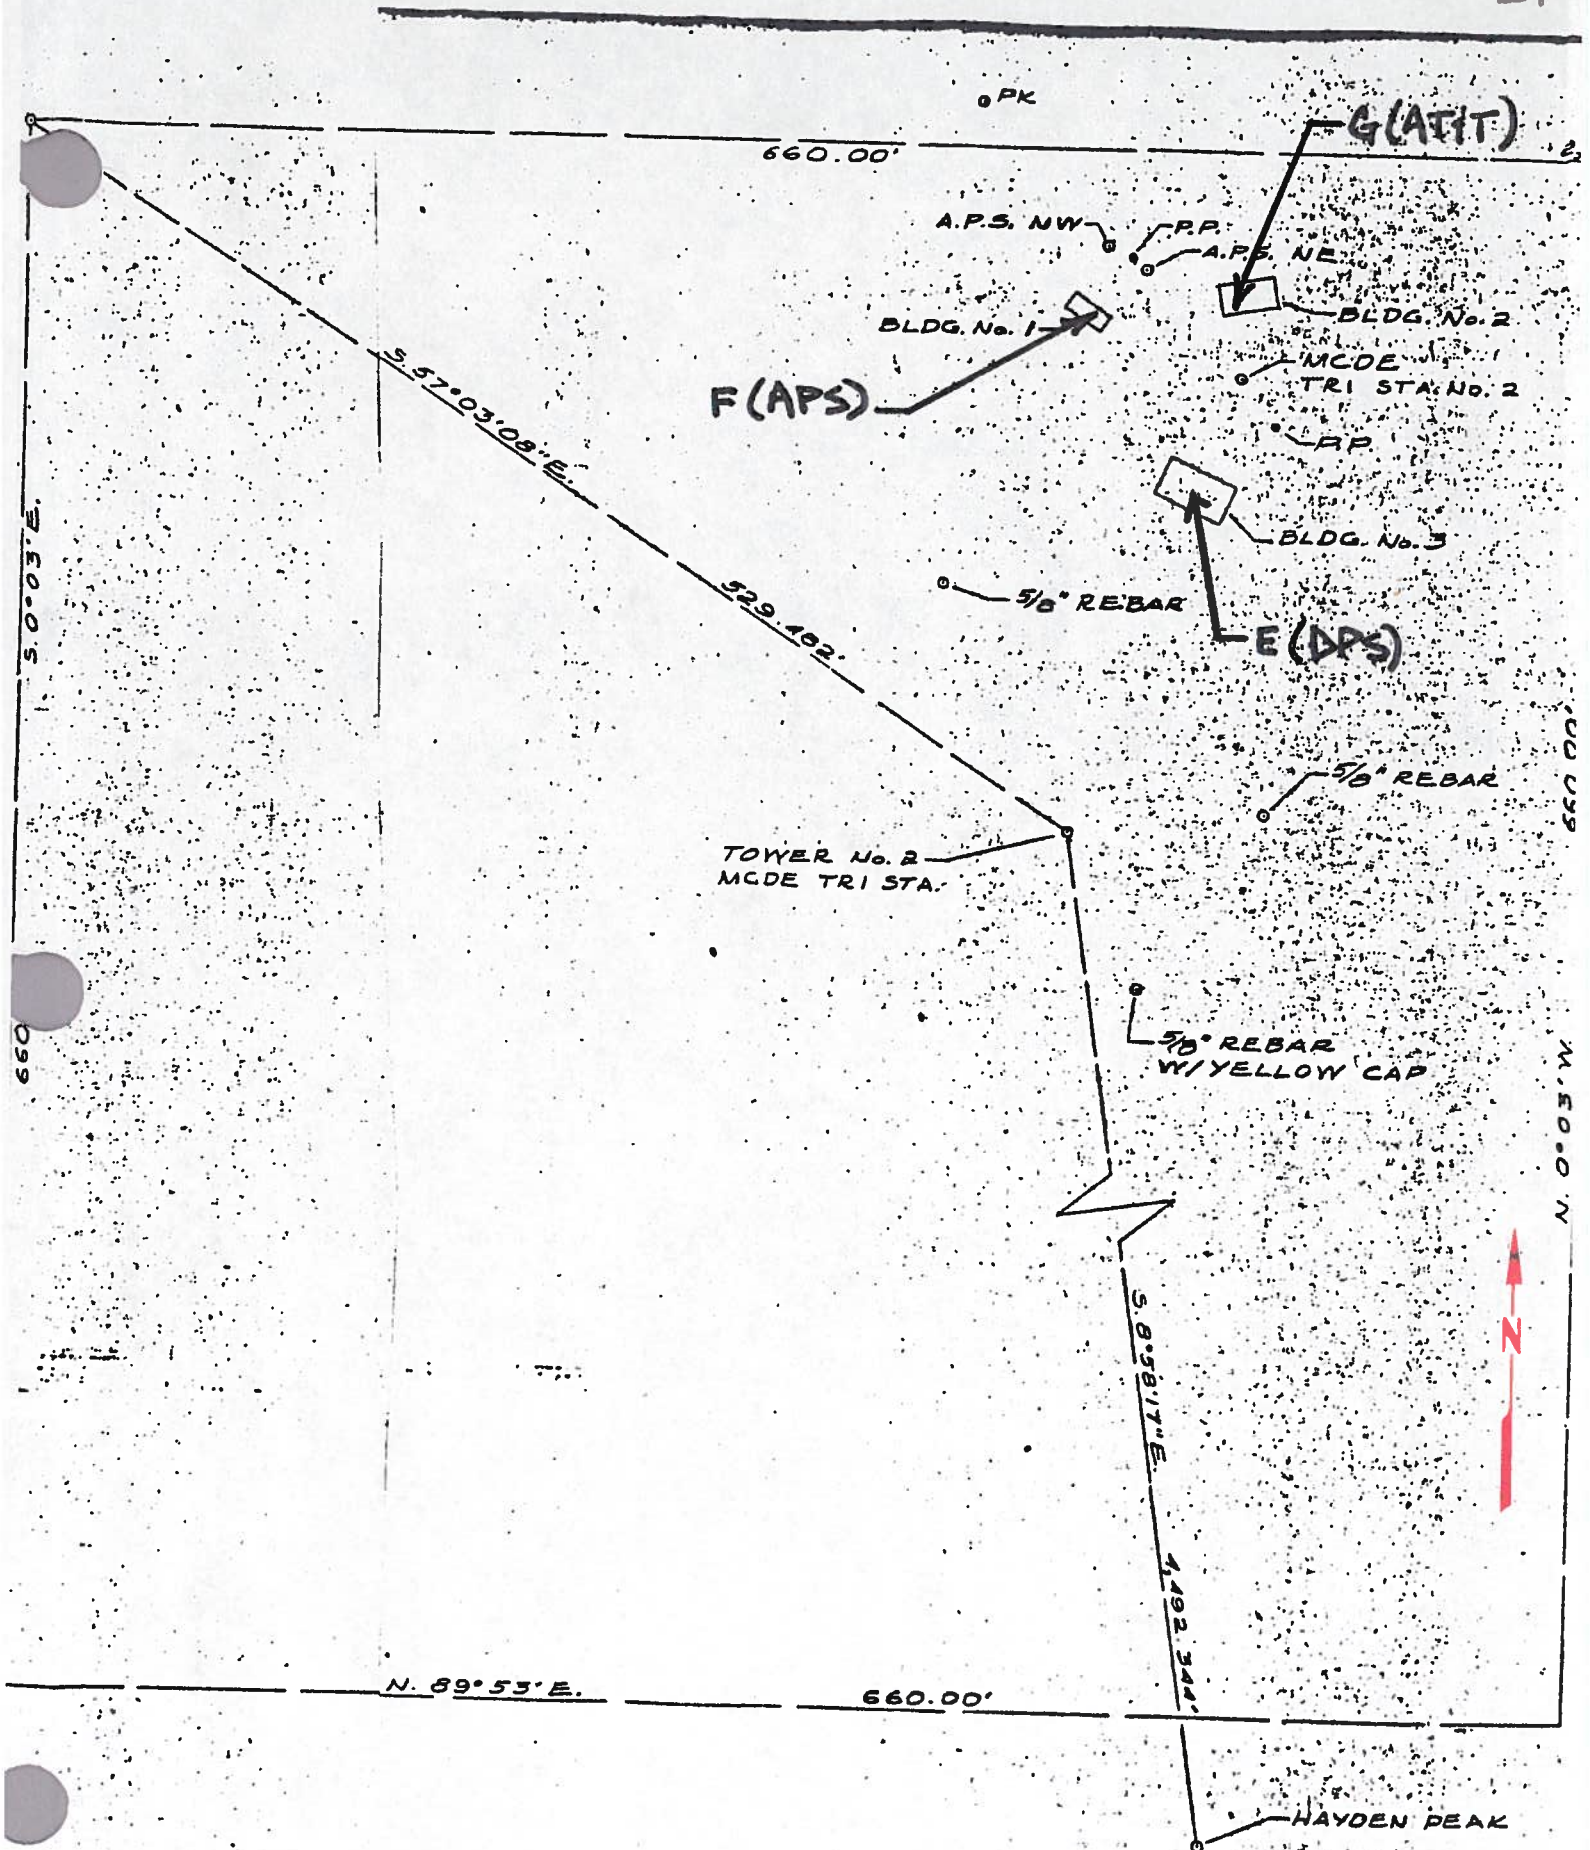 PK
G(AT&T)
660.00'
A.P.S. NW
P.P.
A.P.S. NE
BLDG. No. 1
BLDG. No. 2
MCDE
TRI STA. No. 2
F(APS)
P.P.
S.57°03'08"E.
BLDG. No. 3
S.0°03'E.
5/8" REBAR
529.482'
E(DPS)
660.00'
5/8" REBAR
TOWER No. 2
MCDE TRI STA.
660
5/8" REBAR
W/YELLOW CAP
N.0°03'W.
N
S.8°58'17"E.
4,492.344'
N. 89°53'E.
660.00'
HAYDEN PEAK